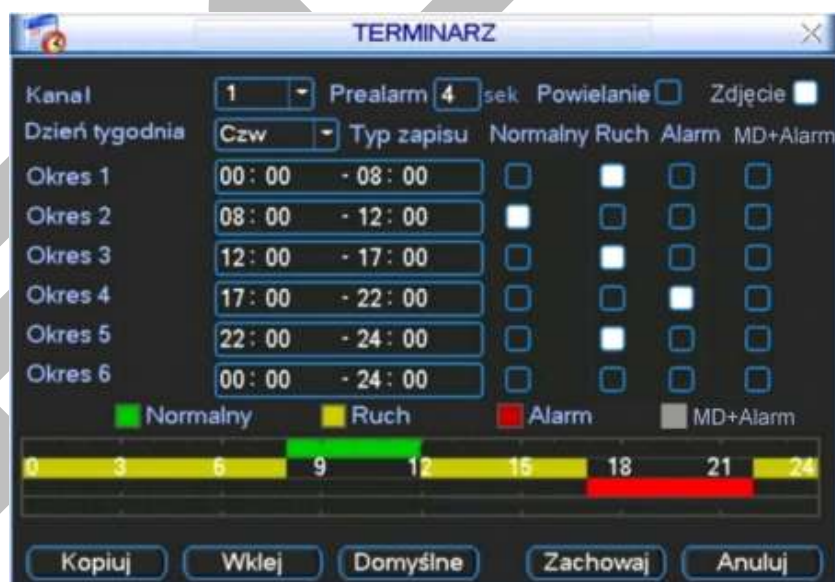 TERMINARZ
Kanał 1 Prealarm 4 sek Powielanie Zdjęcie
Dzień tygodnia Czw Typ zapisu Normalny Ruch Alarm MD+Alarm
Okres 1 00: 00 - 08: 00
Okres 2 08: 00 - 12: 00
Okres 3 12: 00 - 17: 00
Okres 4 17: 00 - 22: 00
Okres 5 22: 00 - 24: 00
Okres 6 00: 00 - 24: 00
Normalny Ruch Alarm MD+Alarm
0 3 6 9 12 15 18 21 24
Kopiuj Wklej Domyślne Zachowaj Anuluj